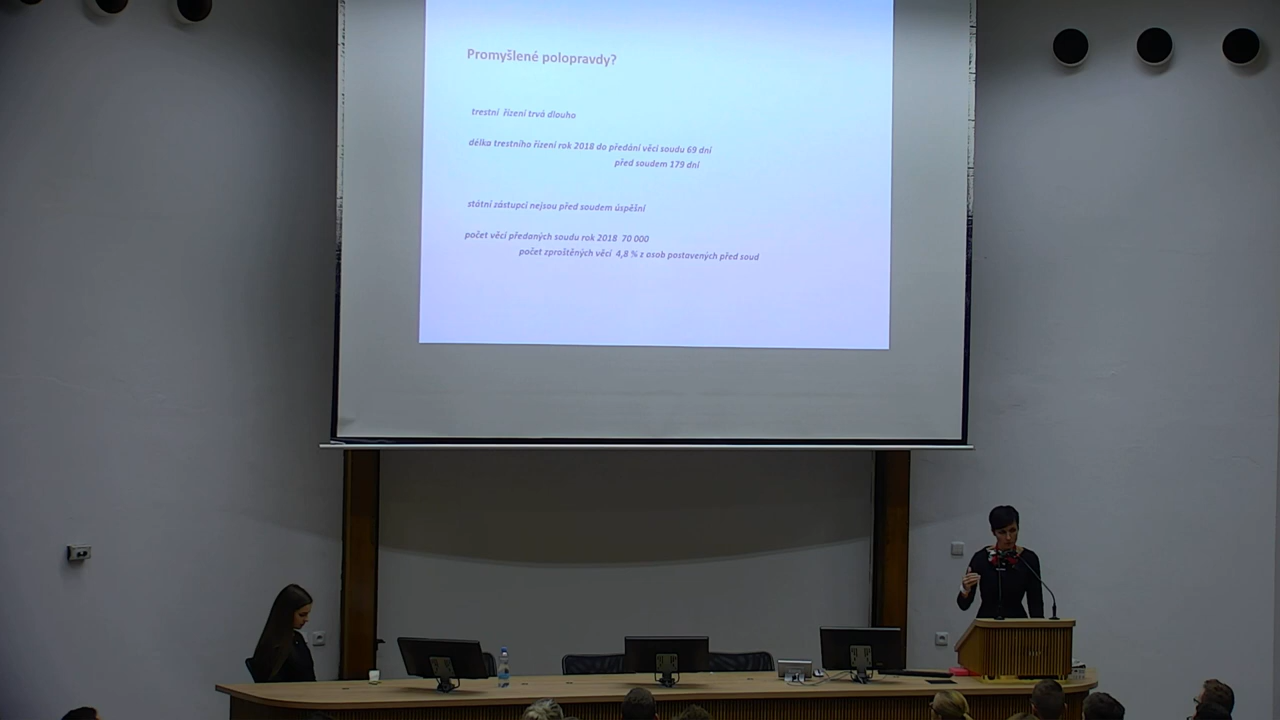 Promyšlené polopravdy?
trestní řízení trvá dlouho
délka trestního řízení rok 2018 do předání věci soudu 69 dní
před soudem 179 dní
státní zástupci nejsou před soudem úspěšní
počet věcí předaných soudu rok 2018 70 000
počet zproštěných věcí 4,8 % z osob postavených před soud